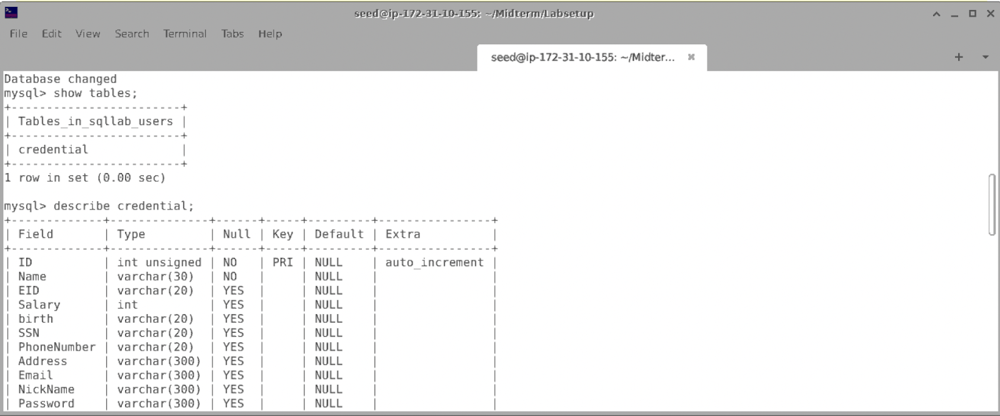 seed@ip-172-31-10-155: ~/Midterm/Labsetup
File Edit View Search Terminal Tabs Help
seed@ip-172-31-10-155: ~/Midter...
Database changed
mysql> show tables;
+------------------------+
| Tables_in_sqllab_users |
+------------------------+
| credential             |
+------------------------+
1 row in set (0.00 sec)
mysql> describe credential;
+-------------+--------------+------+-----+---------+----------------+
| Field       | Type         | Null | Key | Default | Extra          |
+-------------+--------------+------+-----+---------+----------------+
| ID          | int unsigned | NO   | PRI | NULL    | auto_increment |
| Name        | varchar(30)  | NO   |     | NULL    |                |
| EID         | varchar(20)  | YES  |     | NULL    |                |
| Salary      | int          | YES  |     | NULL    |                |
| birth       | varchar(20)  | YES  |     | NULL    |                |
| SSN         | varchar(20)  | YES  |     | NULL    |                |
| PhoneNumber | varchar(20)  | YES  |     | NULL    |                |
| Address     | varchar(300) | YES  |     | NULL    |                |
| Email       | varchar(300) | YES  |     | NULL    |                |
| NickName    | varchar(300) | YES  |     | NULL    |                |
| Password    | varchar(300) | YES  |     | NULL    |                |